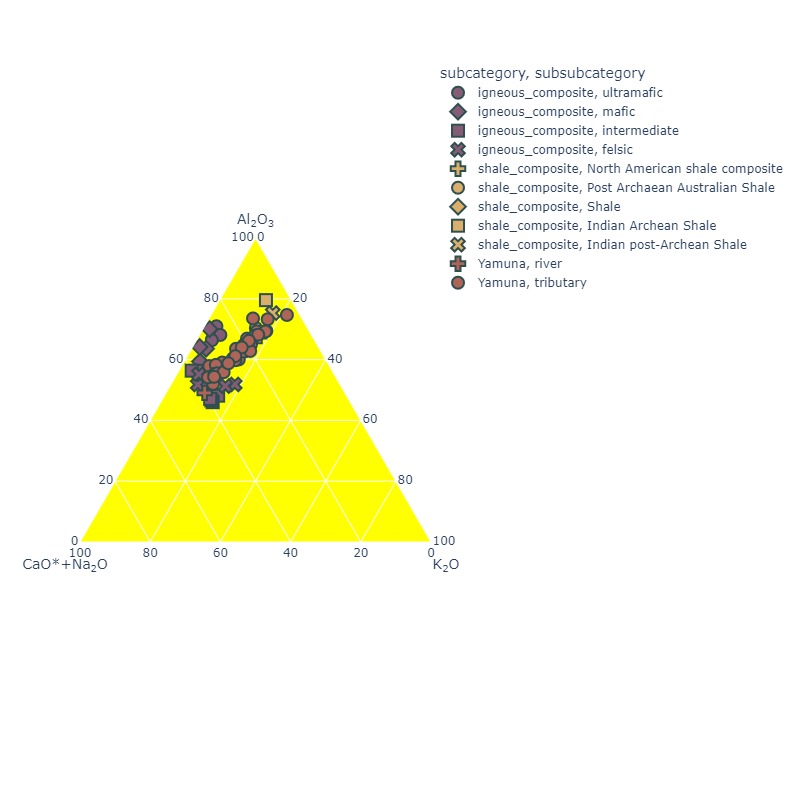 subcategory, subsubcategory
igneous_composite, ultramafic
igneous_composite, mafic
igneous_composite, intermediate
igneous_composite, felsic
shale_composite, North American shale composite
shale_composite, Post Archaean Australian Shale
shale_composite, Shale
shale_composite, Indian Archean Shale
shale_composite, Indian post-Archean Shale
Yamuna, river
Yamuna, tributary
Al₂O₃
100 0
80 20
60 40
40 60
20 80
0 100
100 80 60 40 20 0
CaO*+Na₂O K₂O